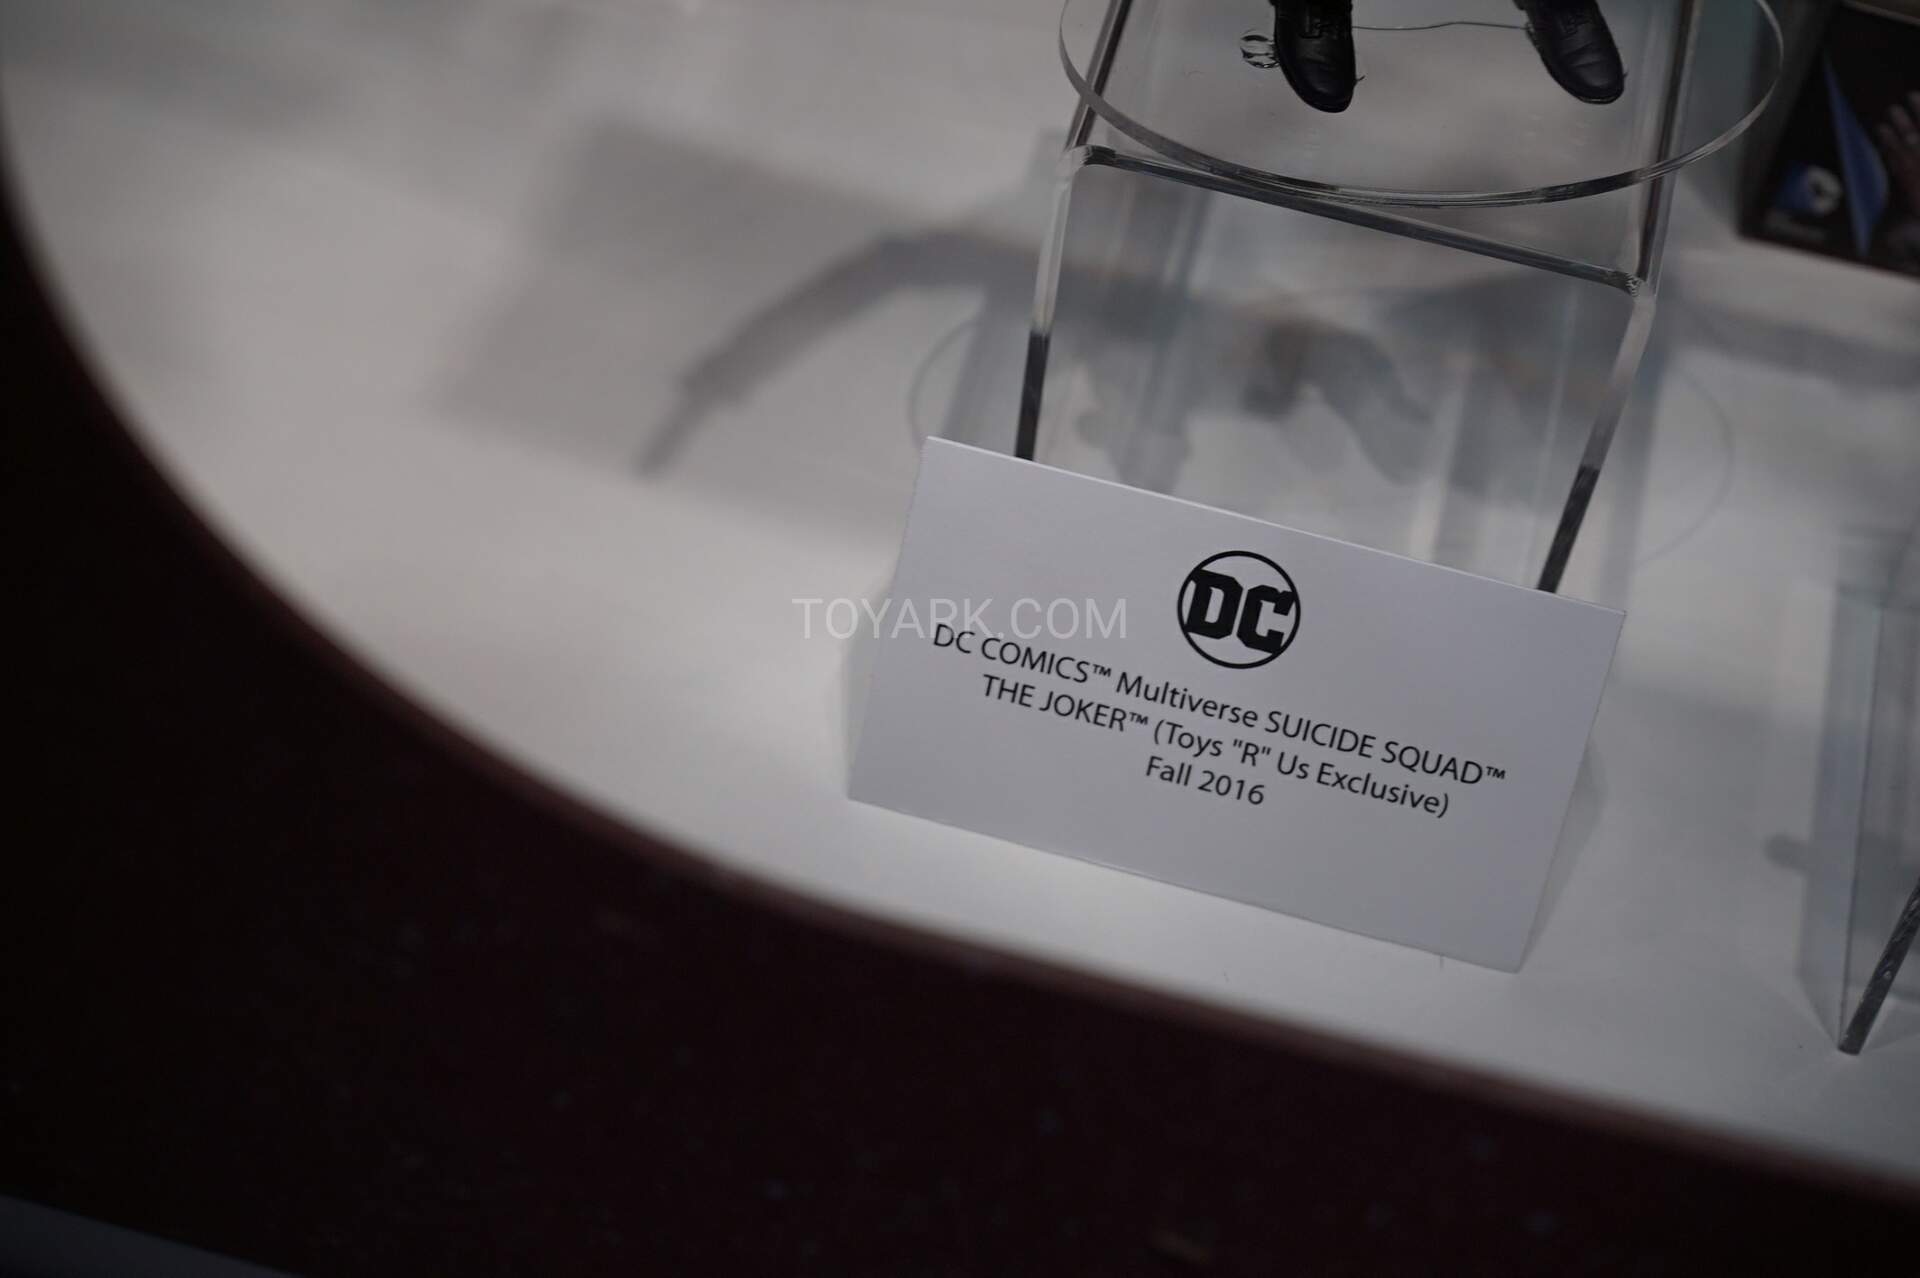 DC
TOYARK.COM
DC COMICS™ Multiverse SUICIDE SQUAD™
THE JOKER™ (Toys "R" Us Exclusive)
Fall 2016